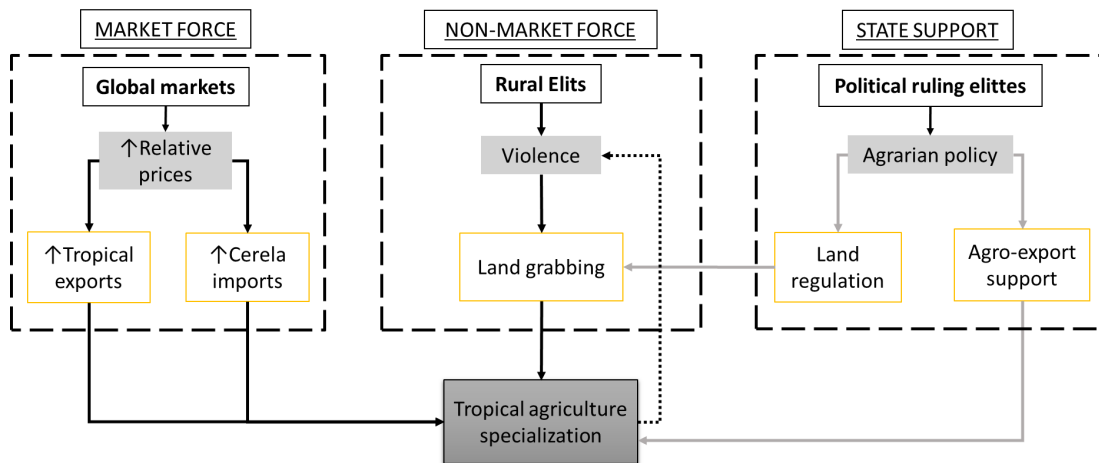 MARKET FORCE
Global markets
↑Relative
prices
↑Tropical
exports
↑Cerela
imports
NON-MARKET FORCE
Rural Elits
Violence
Land grabbing
STATE SUPPORT
Political ruling elittes
Agrarian policy
Land
regulation
Agro-export
support
Tropical agriculture
specialization